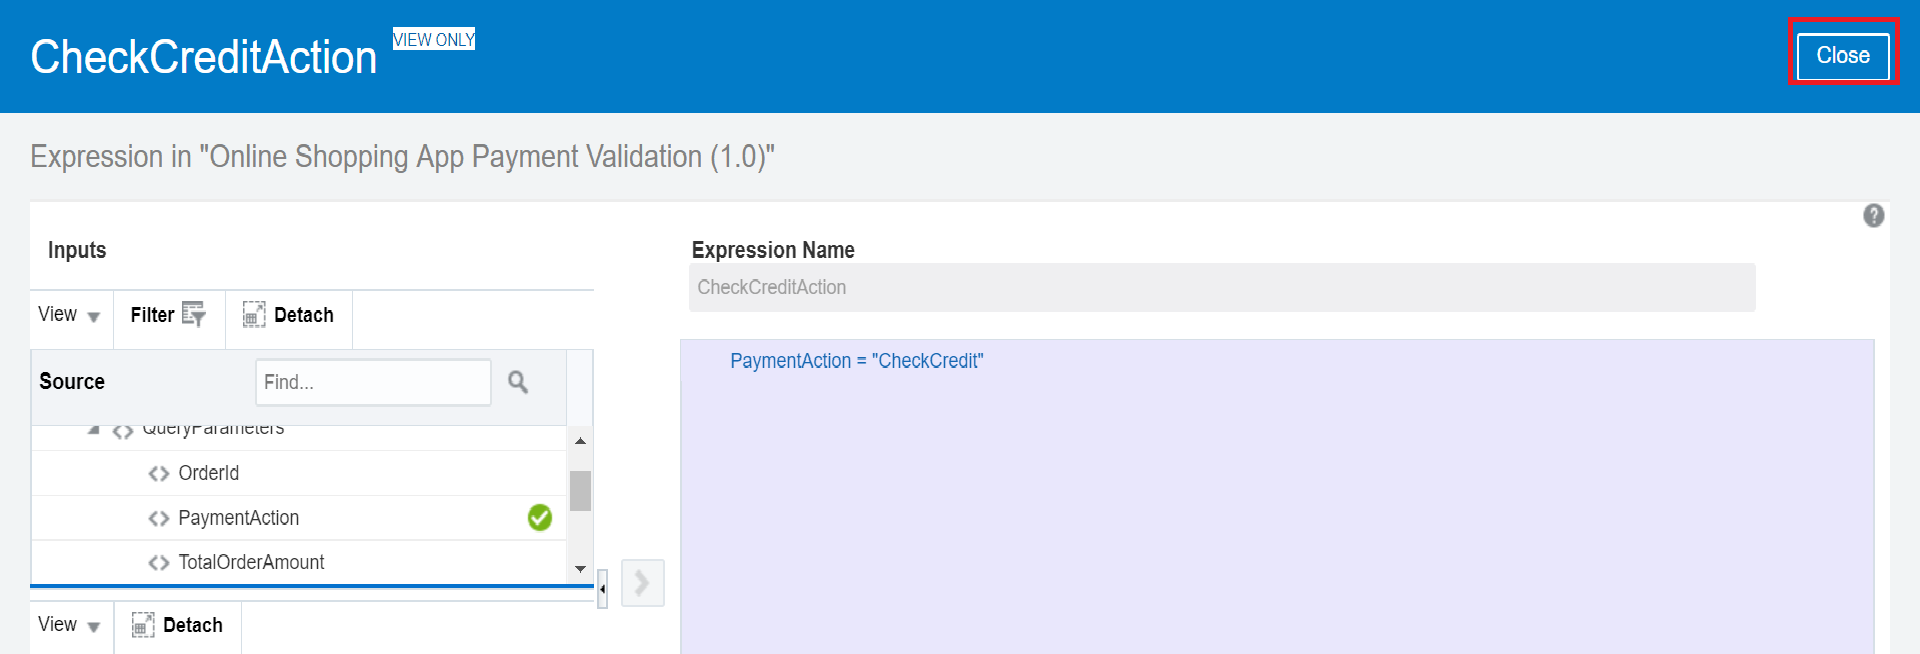 CheckCreditAction VIEW ONLY
Close
Expression in "Online Shopping App Payment Validation (1.0)"
Inputs
View
Filter
Detach
Source
Find...
QueryParameters
OrderId
PaymentAction
TotalOrderAmount
View
Detach
?
Expression Name
CheckCreditAction
PaymentAction = "CheckCredit"